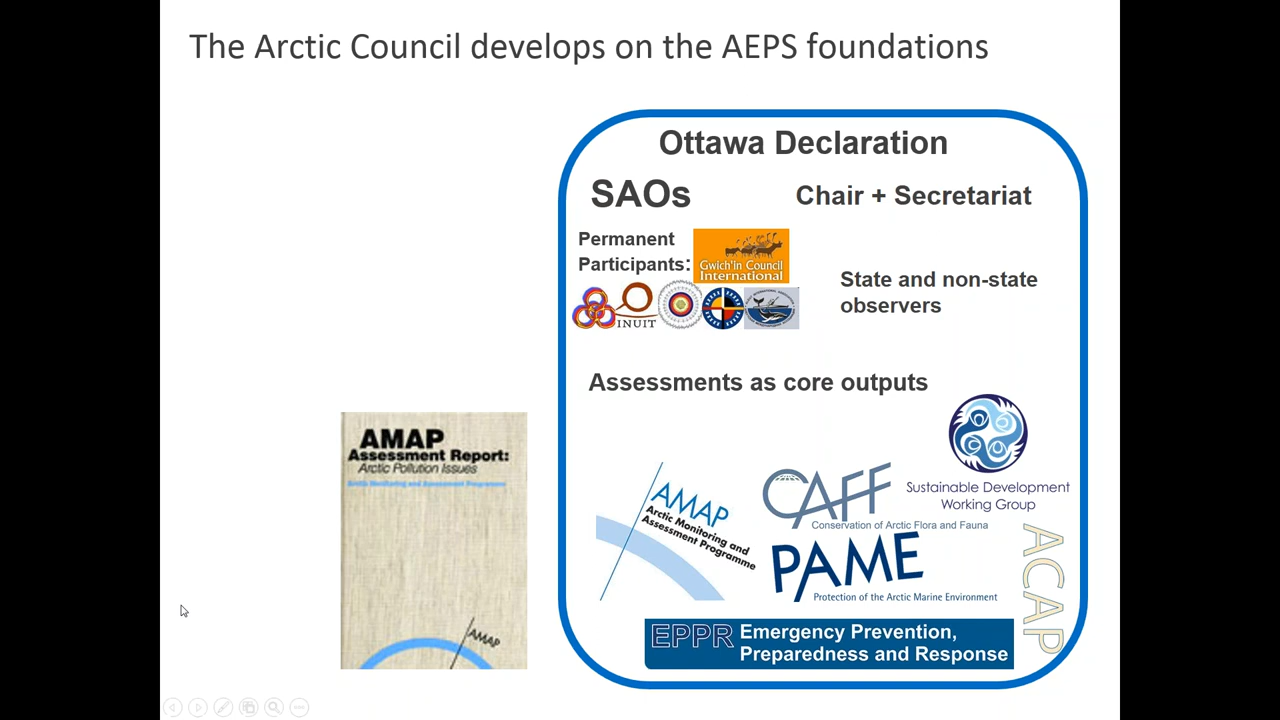 The Arctic Council develops on the AEPS foundations
Ottawa Declaration
SAOs
Chair + Secretariat
Permanent
Participants:
Gwich'in Council
International
INUIT
State and non-state
observers
Assessments as core outputs
AMAP
Assessment Report:
Arctic Pollution Issues
Arctic Monitoring and Assessment Programme
AMAP
Sustainable Development
Working Group
AMAP
Arctic Monitoring and
Assessment Programme
CAFF
Conservation of Arctic Flora and Fauna
PAME
Protection of the Arctic Marine Environment
ACAP
EPPR Emergency Prevention,
Preparedness and Response